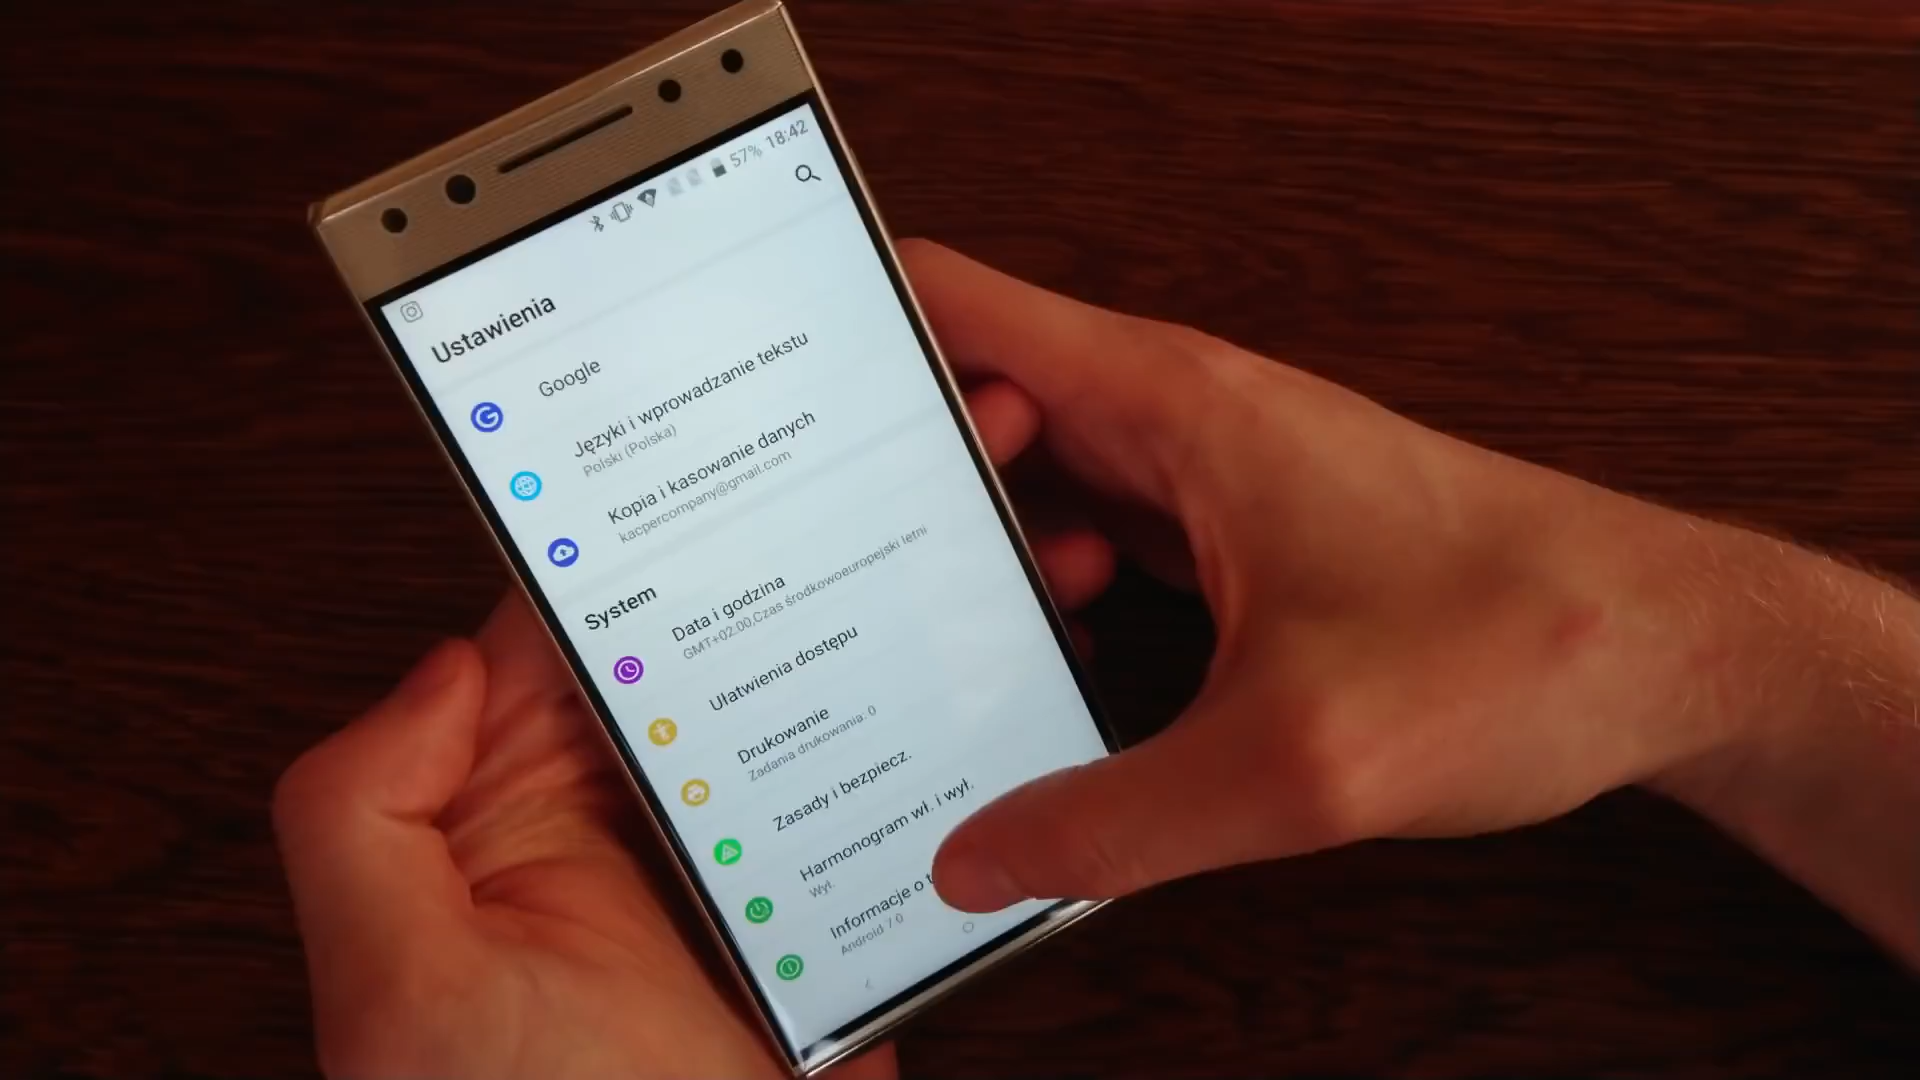 57% 18:42
Ustawienia
Google
Języki i wprowadzanie tekstu
Polski (Polska)
Kopia i kasowanie danych
kacpercompany@gmail.com
System
Data i godzina
GMT+02:00,Czas środkowoeuropejski letni
Ułatwienia dostępu
Drukowanie
Zadania drukowania: 0
Zasady i bezpiecz.
Harmonogram wł. i wył.
Wył.
Informacje o t
Android 7.0